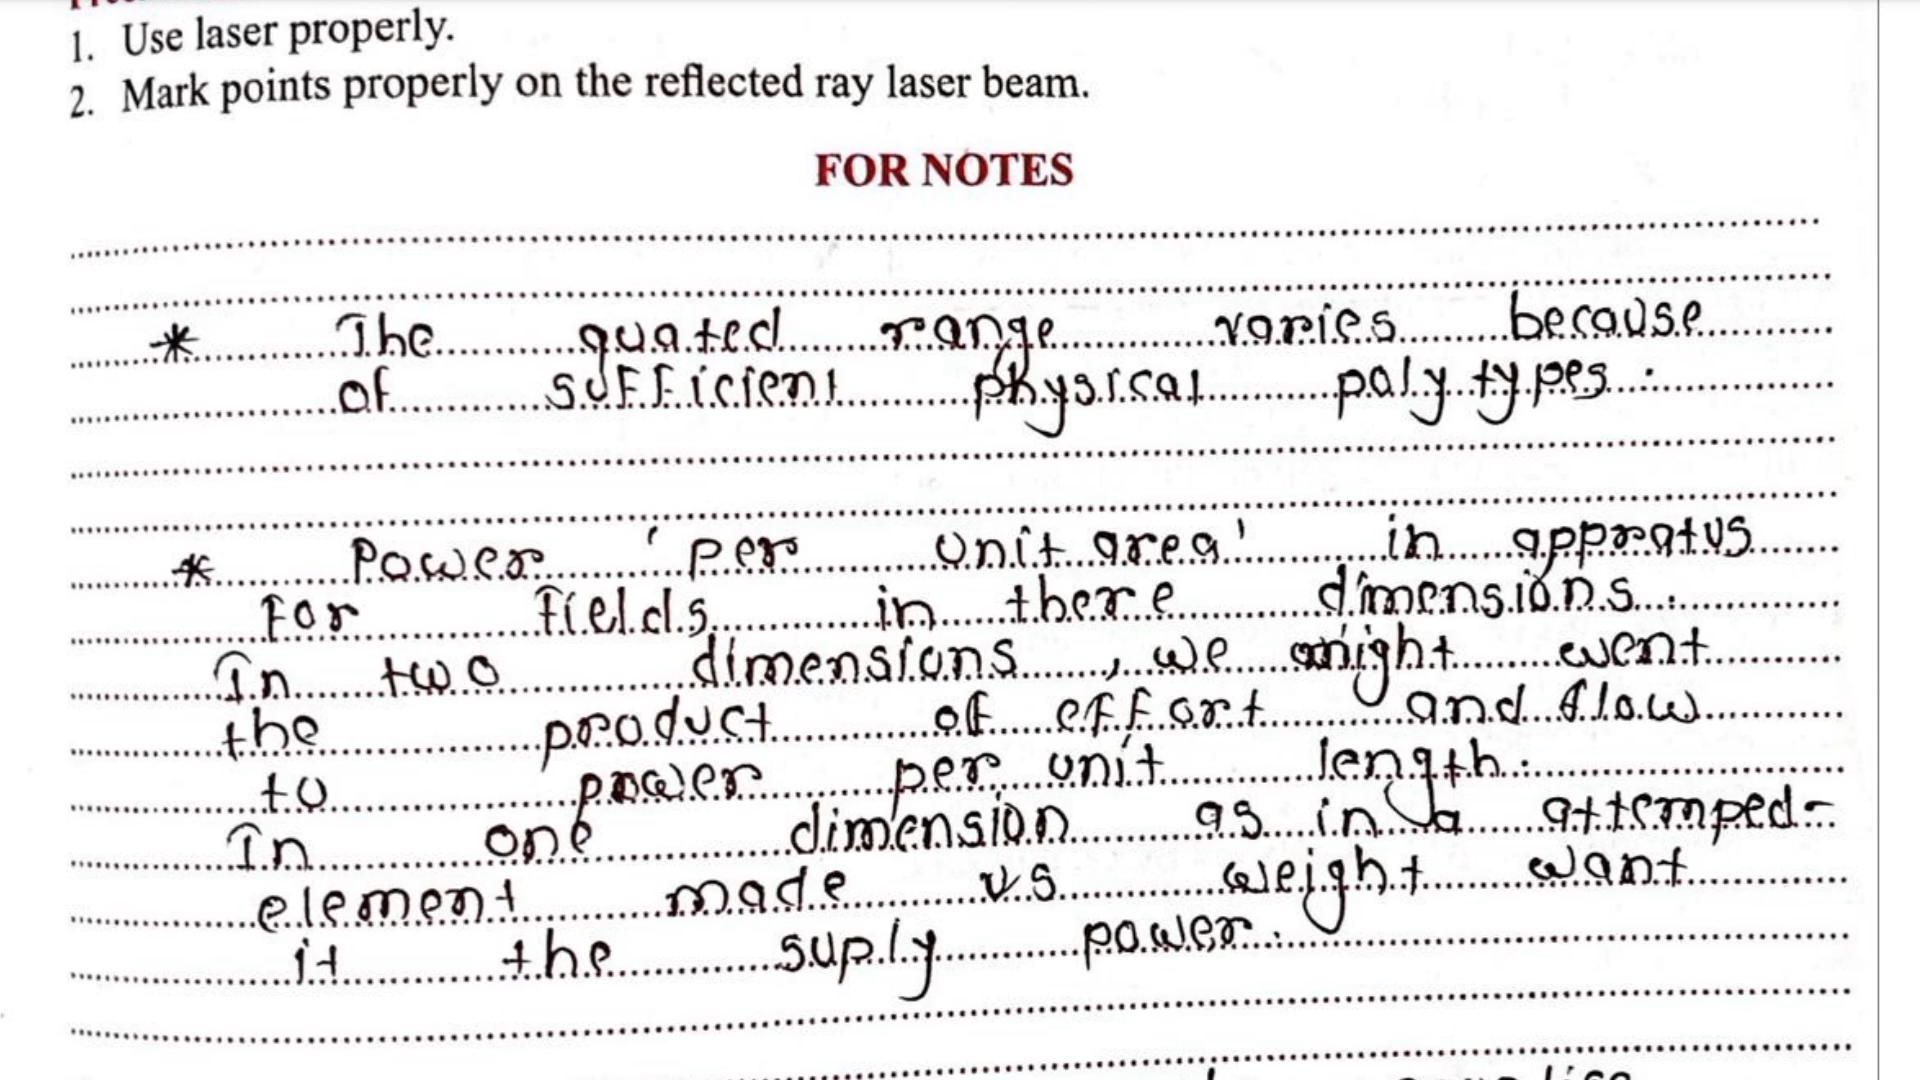 1. Use laser properly.
2. Mark points properly on the reflected ray laser beam.
FOR NOTES
* The quated range varies because
of sufficient physical polytypes.
* Power 'per unit area' in appratus
For fields in there dimensions.
In two dimensions, we might went
the product of effort and flow
to power per unit length.
In one dimension as in a attemped-
element made us weight want
it the suply power.